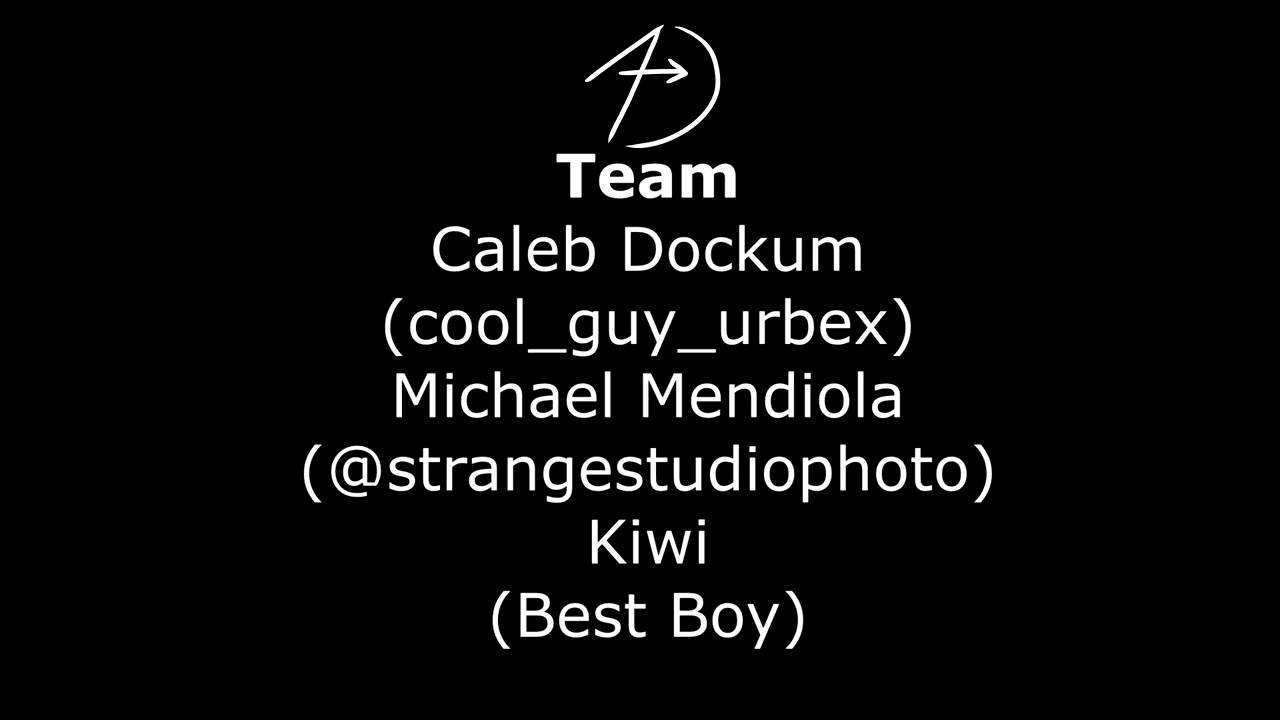 Team
Caleb Dockum
(cool_guy_urbex)
Michael Mendiola
(@strangestudiophoto)
Kiwi
(Best Boy)